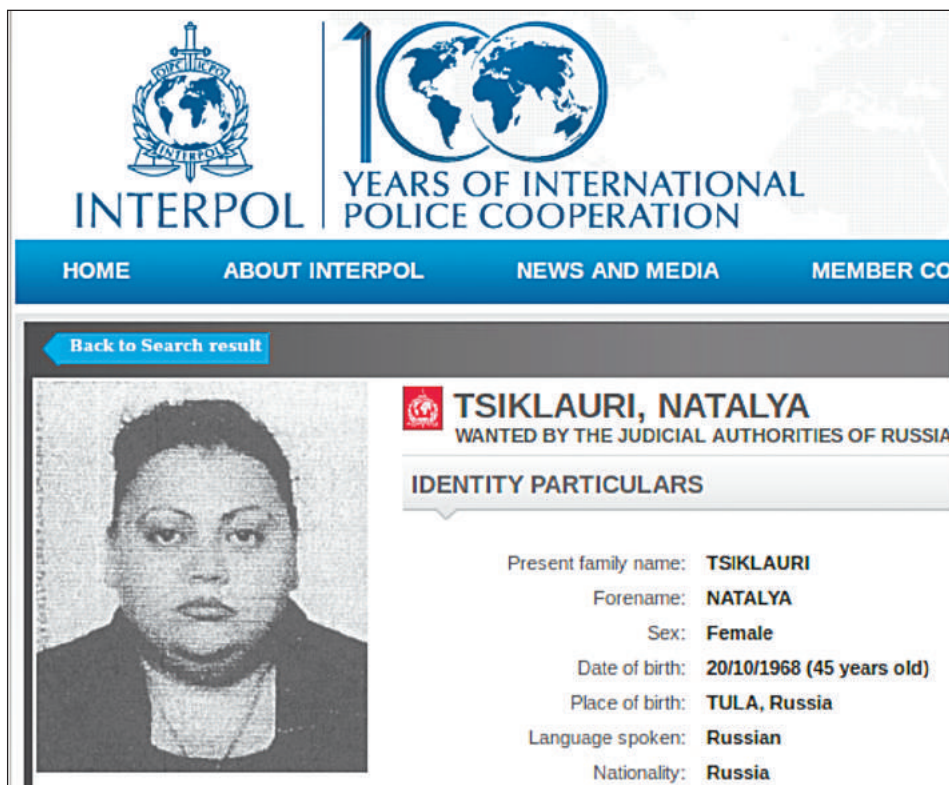 OIPC ICPO
INTERPOL
INTERPOL
100
YEARS OF INTERNATIONAL
POLICE COOPERATION
HOME ABOUT INTERPOL NEWS AND MEDIA MEMBER CO
Back to Search result
TSIKLAURI, NATALYA
WANTED BY THE JUDICIAL AUTHORITIES OF RUSSIA
IDENTITY PARTICULARS
Present family name: TSIKLAURI
Forename: NATALYA
Sex: Female
Date of birth: 20/10/1968 (45 years old)
Place of birth: TULA, Russia
Language spoken: Russian
Nationality: Russia